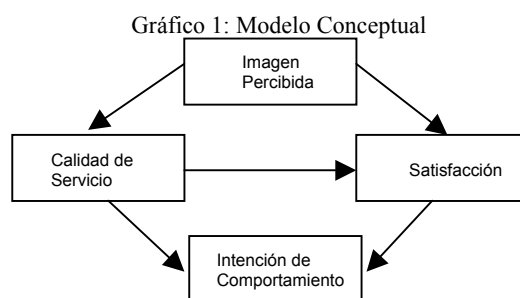 Gráfico 1: Modelo Conceptual
Imagen
Percibida
Calidad de
Servicio
Satisfacción
Intención de
Comportamiento